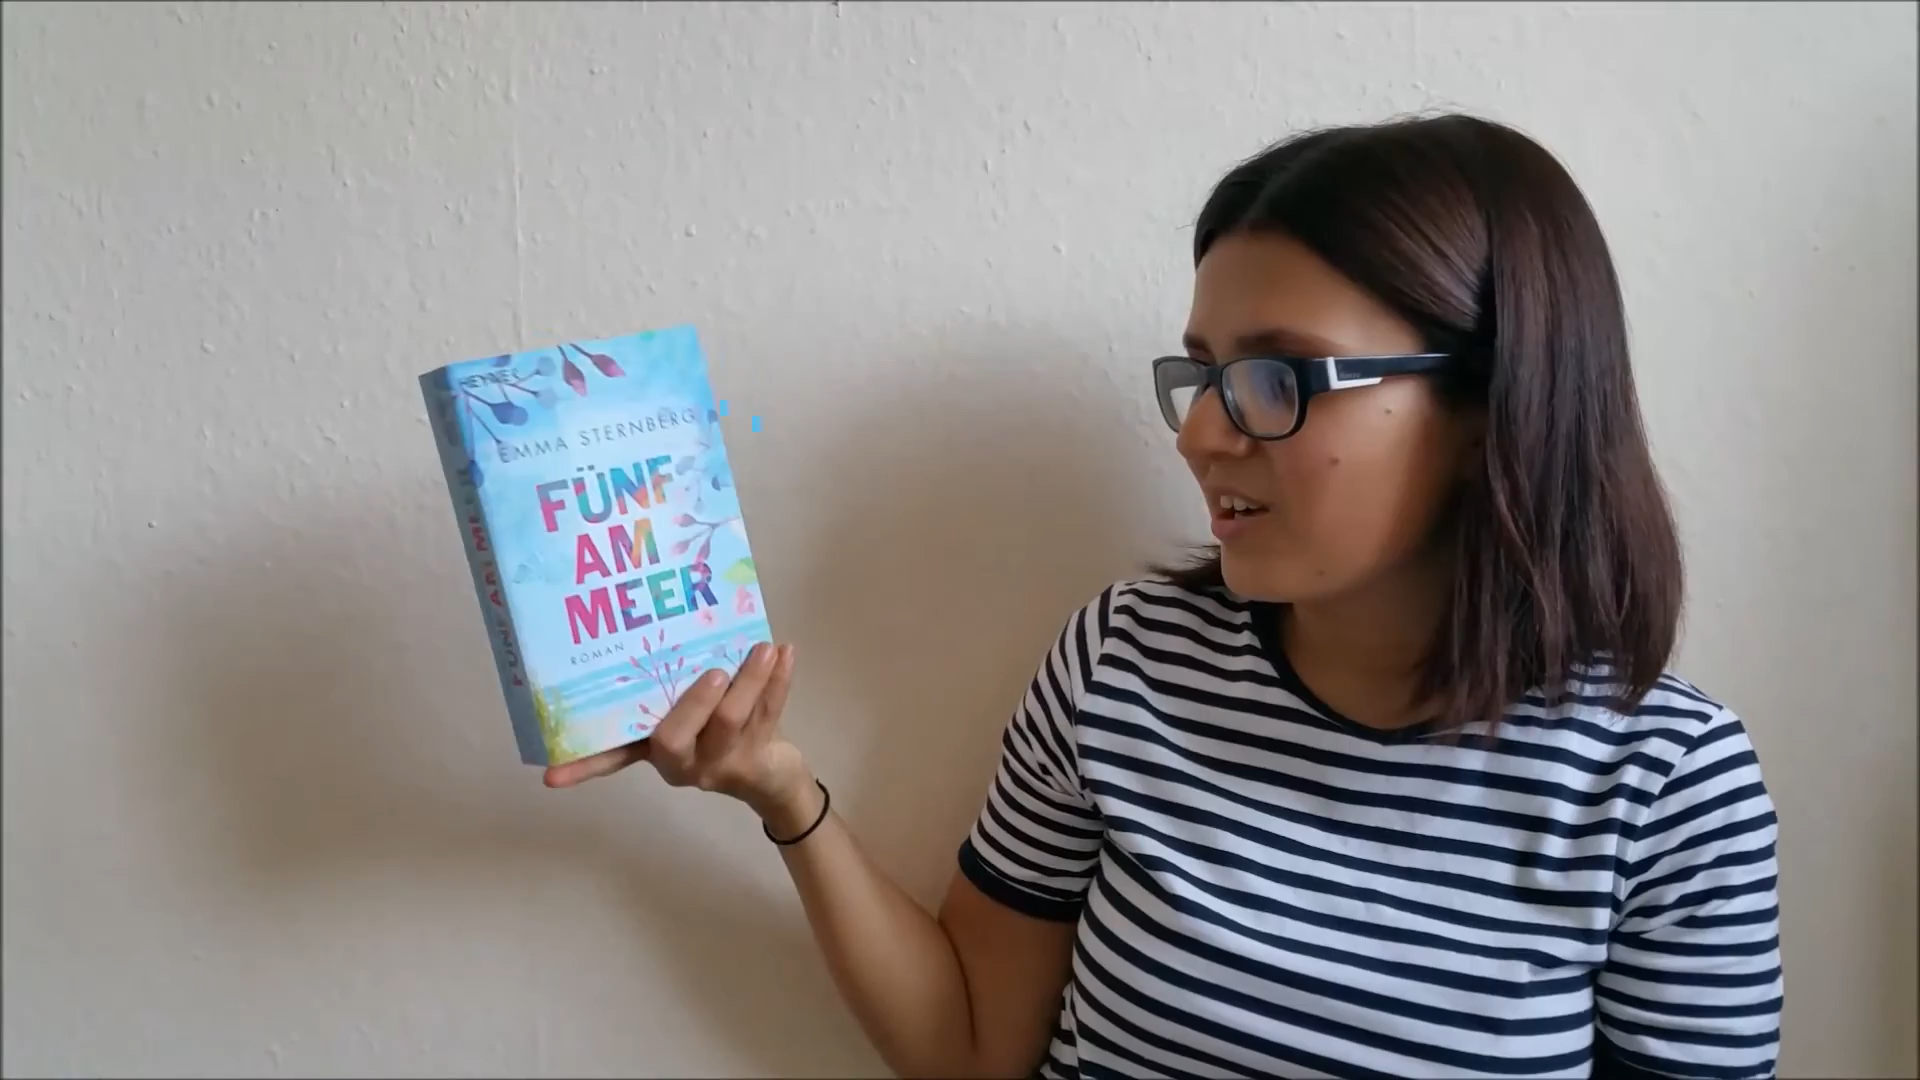 HEYNE
EMMA STERNBERG
FÜNF
AM
MEER
ROMAN
FÜNF AM MEER